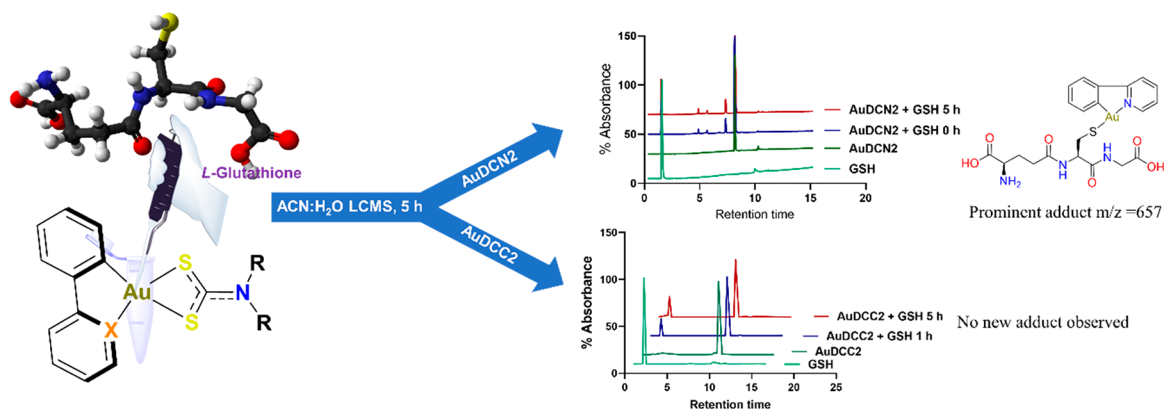 L-Glutathione
ACN:H₂O LCMS, 5 h
AuDCN2
AuDCC2
Au
S
S
N
R
R
X
% Absorbance
150
100
50
0
0
5
10
15
20
Retention time
AuDCN2 + GSH 5 h
AuDCN2 + GSH 0 h
AuDCN2
GSH
% Absorbance
150
100
50
0
0
5
10
15
20
25
Retention time
AuDCC2 + GSH 5 h
AuDCC2 + GSH 1 h
AuDCC2
GSH
N
Au
S
O
O
O
HO
N
H
H
N
OH
NH₂
O
Prominent adduct m/z =657
No new adduct observed